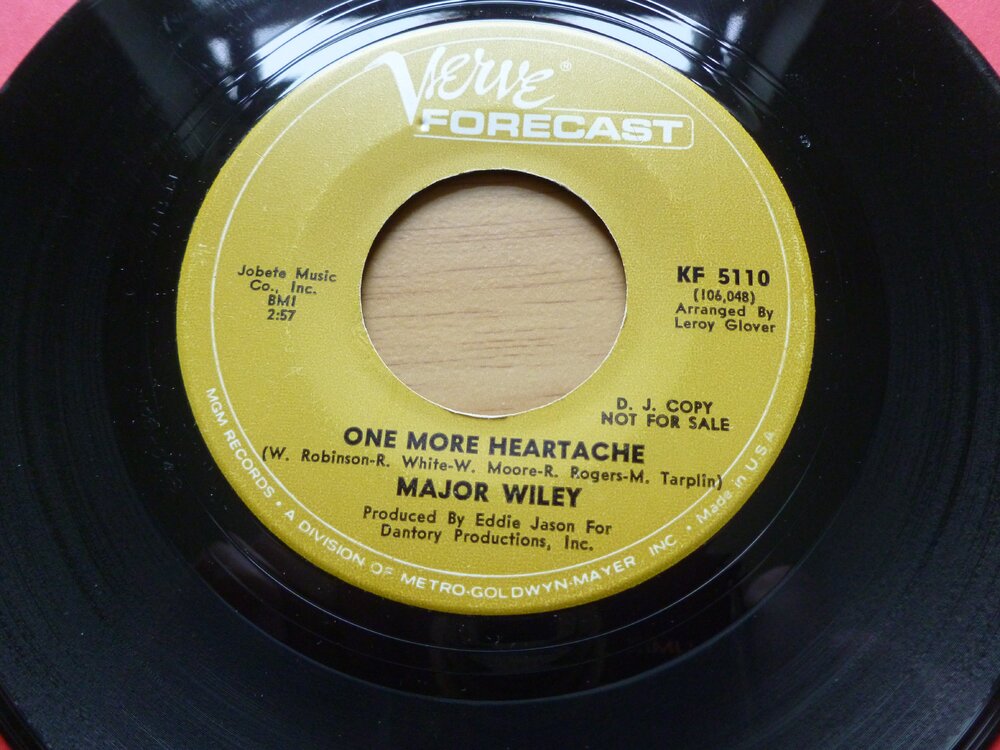 Verve®
FORECAST
Jobete Music
Co., Inc.
BMI
2:57
KF 5110
(106,048)
Arranged By
Leroy Glover
D. J. COPY
NOT FOR SALE
ONE MORE HEARTACHE
(W. Robinson-R. White-W. Moore-R. Rogers-M. Tarplin)
MAJOR WILEY
Produced By Eddie Jason For
Dantory Productions, Inc.
MGM RECORDS • A DIVISION OF METRO-GOLDWYN-MAYER INC • Made in U.S.A.